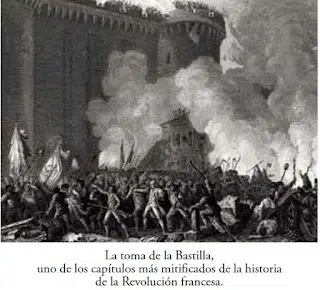 La toma de la Bastilla,
uno de los capítulos más mitificados de la historia
de la Revolución francesa.